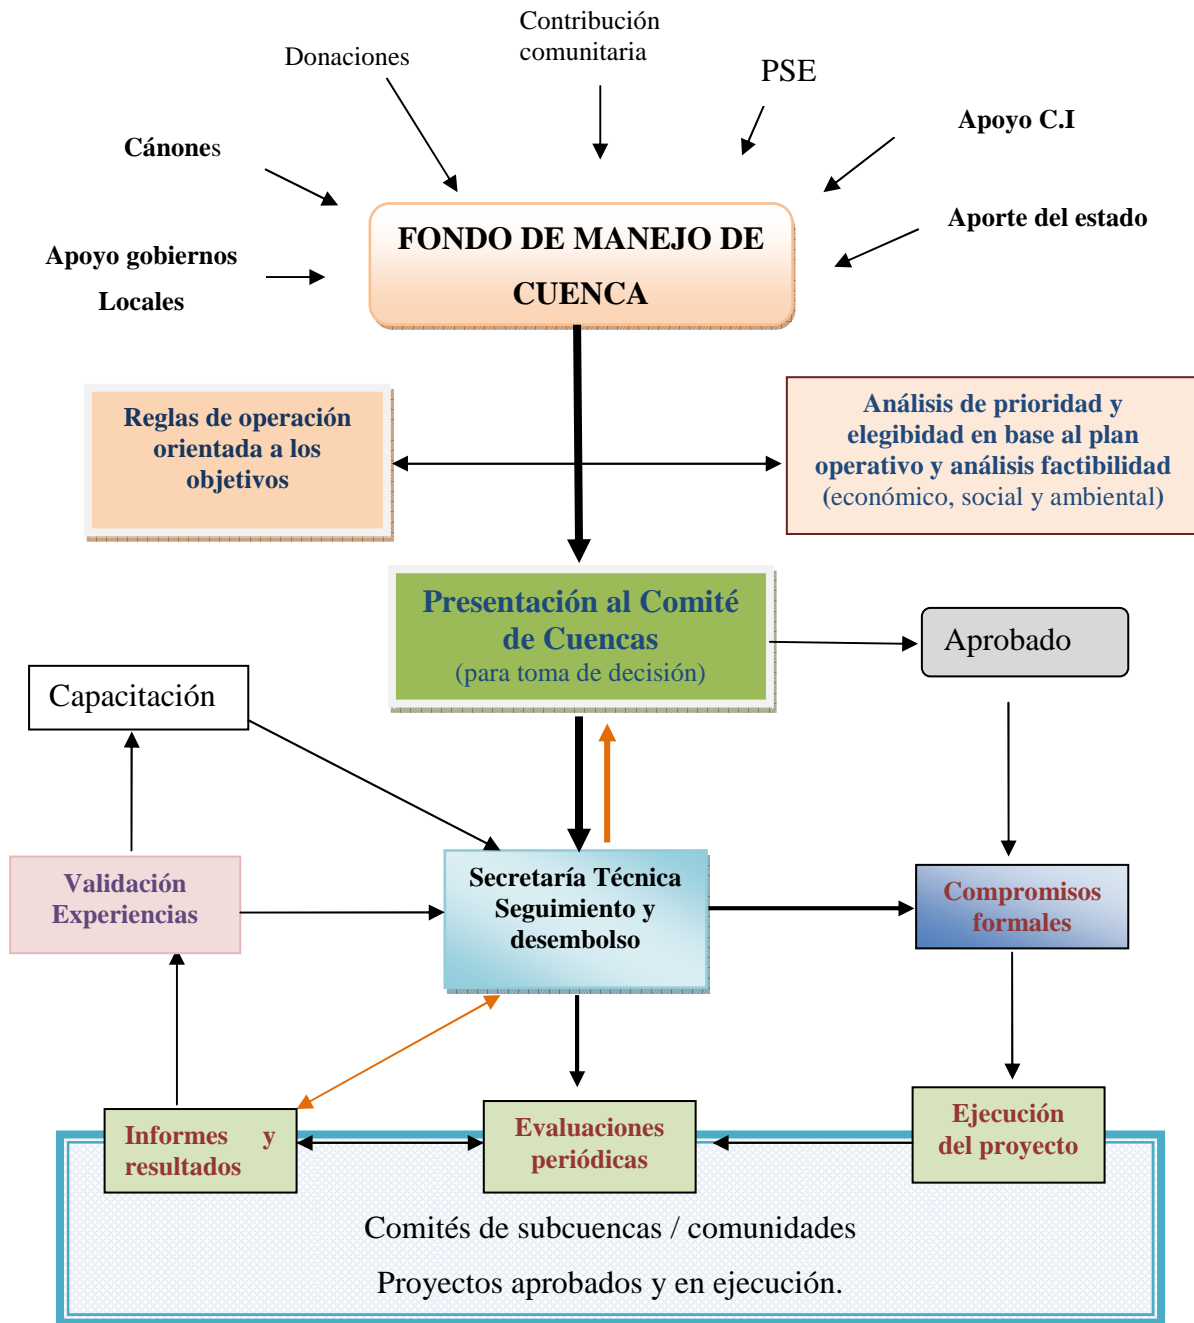 Contribución
comunitaria
Donaciones
PSE
Apoyo C.I
Cánones
Aporte del estado
Apoyo gobiernos
Locales
FONDO DE MANEJO DE
CUENCA
Reglas de operación
orientada a los
objetivos
Análisis de prioridad y
elegibidad en base al plan
operativo y análisis factibilidad
(económico, social y ambiental)
Presentación al Comité
de Cuencas
(para toma de decisión)
Aprobado
Capacitación
Validación
Experiencias
Secretaría Técnica
Seguimiento y
desembolso
Compromisos
formales
Informes y
resultados
Evaluaciones
periódicas
Ejecución
del proyecto
Comités de subcuencas / comunidades
Proyectos aprobados y en ejecución.